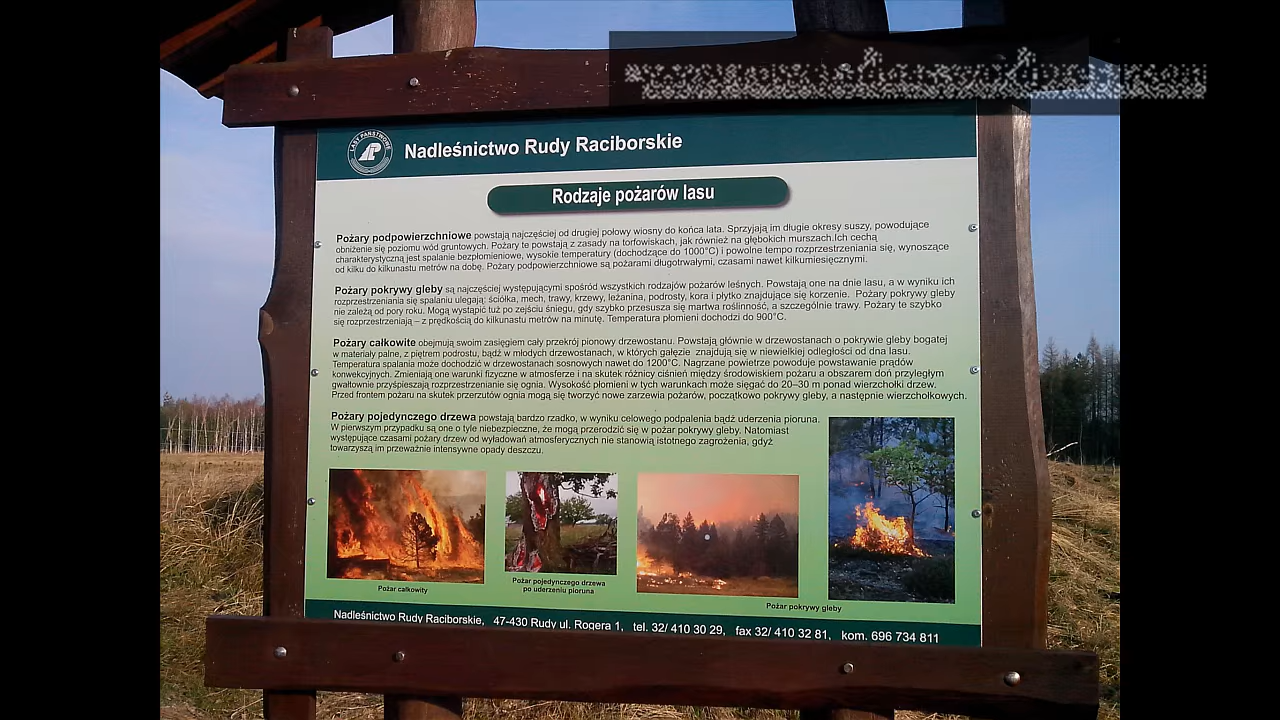 LASY PAŃSTWOWE
Nadleśnictwo Rudy Raciborskie
Rodzaje pożarów lasu
Pożary podpowierzchniowe powstają najczęściej od drugiej połowy wiosny do końca lata. Sprzyjają im długie okresy suszy, powodujące
obniżenie się poziomu wód gruntowych. Pożary te powstają z zasady na torfowiskach, jak również na głębokich murszach.Ich cechą
charakterystyczną jest spalanie bezpłomieniowe, wysokie temperatury (dochodzące do 1000°C) i powolne tempo rozprzestrzeniania się, wynoszące
od kilku do kilkunastu metrów na dobę. Pożary podpowierzchniowe są pożarami długotrwałymi, czasami nawet kilkumiesięcznymi.
Pożary pokrywy gleby są najczęściej występującymi spośród wszystkich rodzajów pożarów leśnych. Powstają one na dnie lasu, a w wyniku ich
rozprzestrzeniania się spalaniu ulegają: ściółka, mech, trawy, krzewy, leżanina, podrosty, kora i płytko znajdujące się korzenie. Pożary pokrywy gleby
nie zależą od pory roku. Mogą wystąpić tuż po zejściu śniegu, gdy szybko przesusza się martwa roślinność, a szczególnie trawy. Pożary te szybko
się rozprzestrzeniają – z prędkością do kilkunastu metrów na minutę. Temperatura płomieni dochodzi do 900°C.
Pożary całkowite obejmują swoim zasięgiem cały przekrój pionowy drzewostanu. Powstają głównie w drzewostanach o pokrywie gleby bogatej
w materiały palne, z piętrem podrostu, bądź w młodych drzewostanach, w których gałęzie znajdują się w niewielkiej odległości od dna lasu.
Temperatura spalania może dochodzić w drzewostanach sosnowych nawet do 1200°C. Nagrzane powietrze powoduje powstawanie prądów
konwekcyjnych. Zmieniają one warunki fizyczne w atmosferze i na skutek różnicy ciśnień między środowiskiem pożaru a obszarem doń przyległym
gwałtownie przyśpieszają rozprzestrzenianie się ognia. Wysokość płomieni w tych warunkach może sięgać do 20–30 m ponad wierzchołki drzew.
Przed frontem pożaru na skutek przerzutów ognia mogą się tworzyć nowe zarzewia pożarów, początkowo pokrywy gleby, a następnie wierzchołkowych.
Pożary pojedynczego drzewa powstają bardzo rzadko, w wyniku celowego podpalenia bądź uderzenia pioruna.
W pierwszym przypadku są one o tyle niebezpieczne, że mogą przerodzić się w pożar pokrywy gleby. Natomiast
występujące czasami pożary drzew od wyładowań atmosferycznych nie stanowią istotnego zagrożenia, gdyż
towarzyszą im przeważnie intensywne opady deszczu.
Pożar całkowity
Pożar pojedynczego drzewa
po uderzeniu pioruna
Pożar pokrywy gleby
Nadleśnictwo Rudy Raciborskie, 47-430 Rudy ul. Rogera 1, tel. 32/ 410 30 29, fax 32/ 410 32 81, kom. 696 734 811